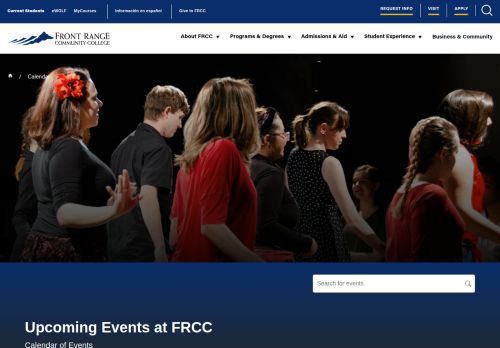 Current Students eWOLF MyCourses Información en español Give to FRCC REQUEST INFO VISIT APPLY
FRONT RANGE
COMMUNITY COLLEGE
About FRCC Programs & Degrees Admissions & Aid Student Experience Business & Community
/ Calendar
Search for events
Upcoming Events at FRCC
Calendar of Events